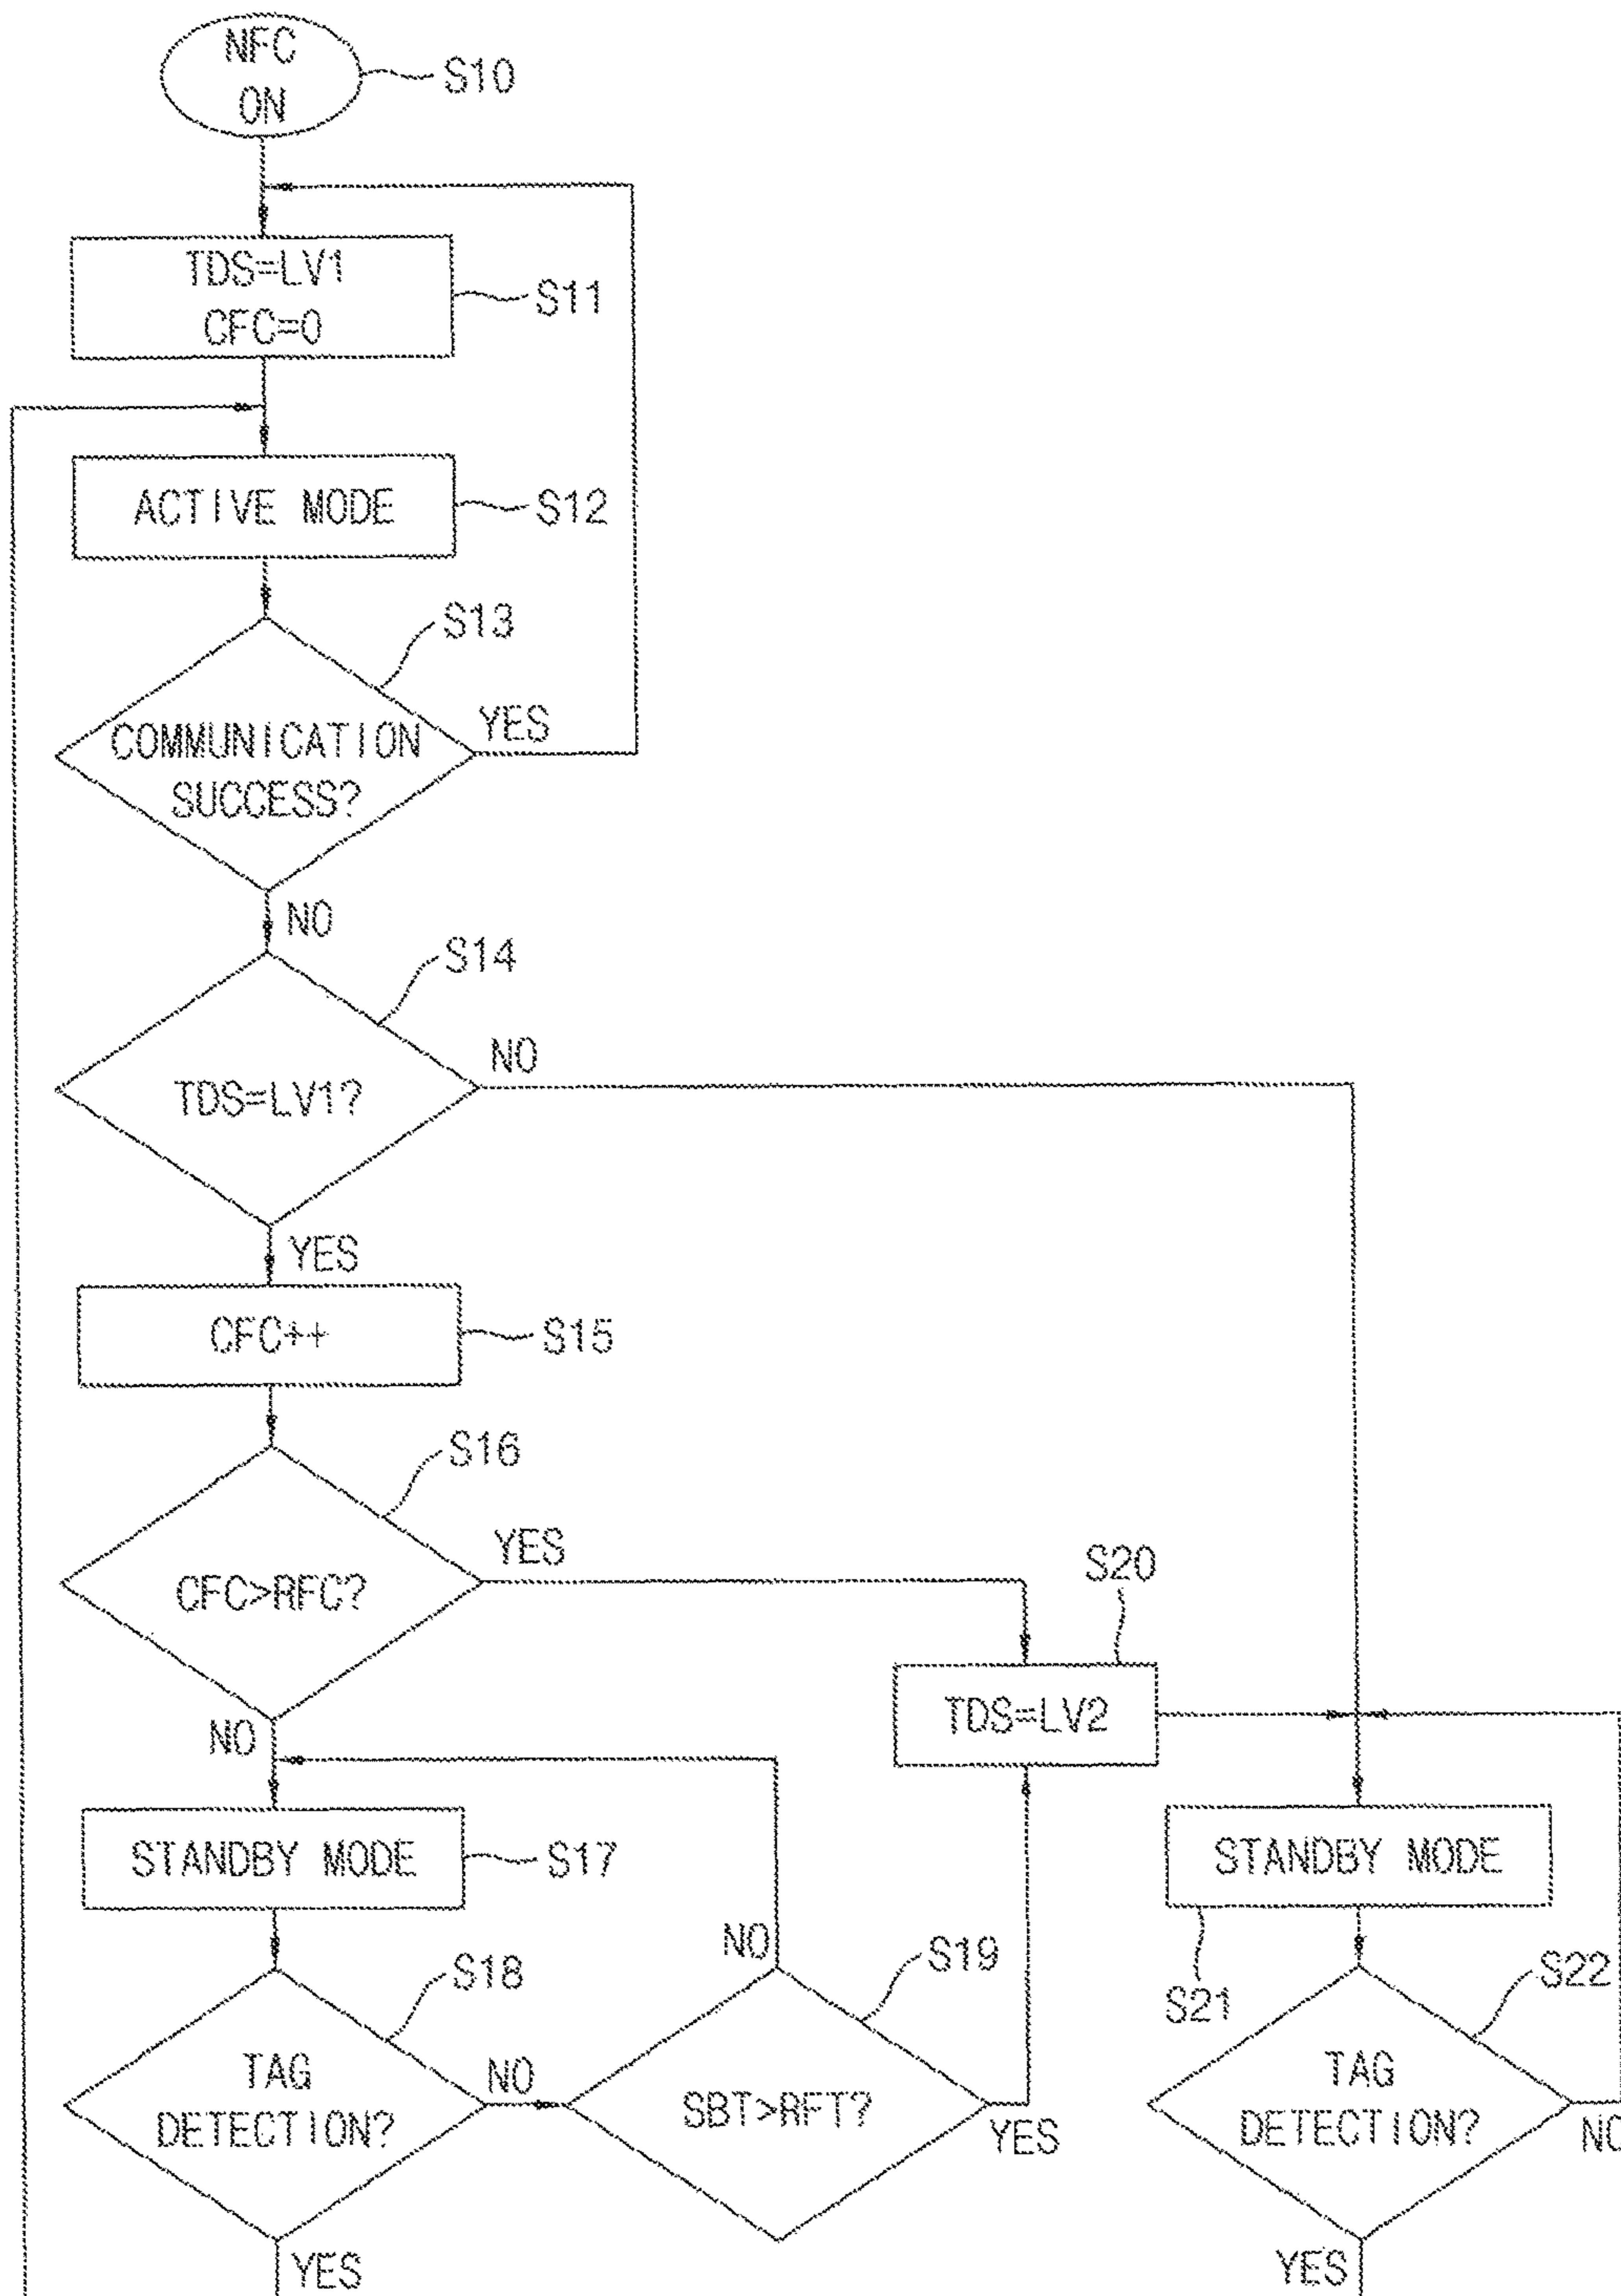 NFC
ON
S10
TDS=LV1
CFC=0
S11
ACTIVE MODE
S12
S13
COMMUNICATION
SUCCESS?
YES
NO
S14
TDS=LV1?
NO
YES
CFC++
S15
S16
CFC>RFC?
YES
NO
S20
TDS=LV2
STANDBY MODE
S17
STANDBY MODE
S21
S18
TAG
DETECTION?
NO
YES
NO
S19
SBT>RFT?
YES
S22
TAG
DETECTION?
NO
YES